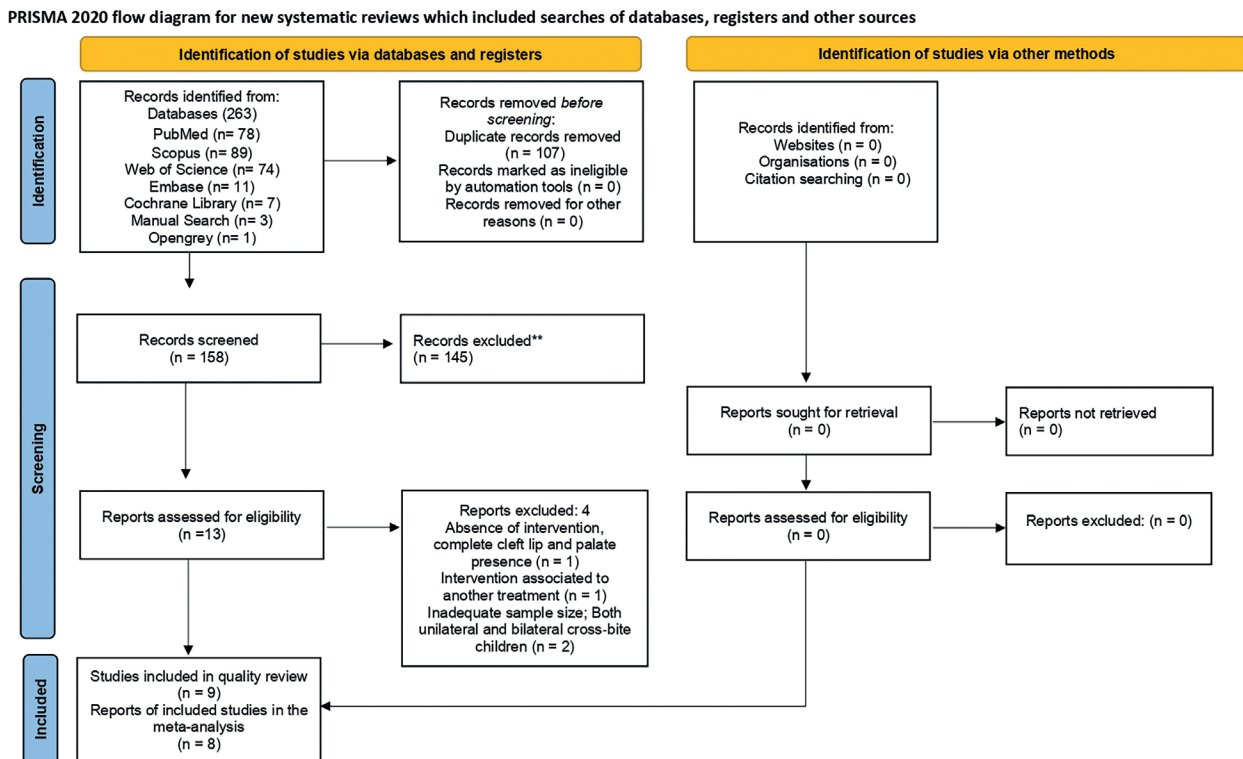 PRISMA 2020 flow diagram for new systematic reviews which included searches of databases, registers and other sources
Identification of studies via databases and registers
Identification of studies via other methods
Identification
Records identified from:
Databases (263)
PubMed (n= 78)
Scopus (n= 89)
Web of Science (n= 74)
Embase (n= 11)
Cochrane Library (n= 7)
Manual Search (n= 3)
Opengrey (n= 1)
Records removed before
screening:
Duplicate records removed
(n = 107)
Records marked as ineligible
by automation tools (n = 0)
Records removed for other
reasons (n = 0)
Records identified from:
Websites (n = 0)
Organisations (n = 0)
Citation searching (n = 0)
Screening
Records screened
(n = 158)
Records excluded**
(n = 145)
Reports sought for retrieval
(n = 0)
Reports not retrieved
(n = 0)
Reports assessed for eligibility
(n =13)
Reports excluded: 4
Absence of intervention,
complete cleft lip and palate
presence (n = 1)
Intervention associated to
another treatment (n = 1)
Inadequate sample size; Both
unilateral and bilateral cross-bite
children (n = 2)
Reports assessed for eligibility
(n = 0)
Reports excluded: (n = 0)
Included
Studies included in quality review
(n = 9)
Reports of included studies in the
meta-analysis
(n = 8)